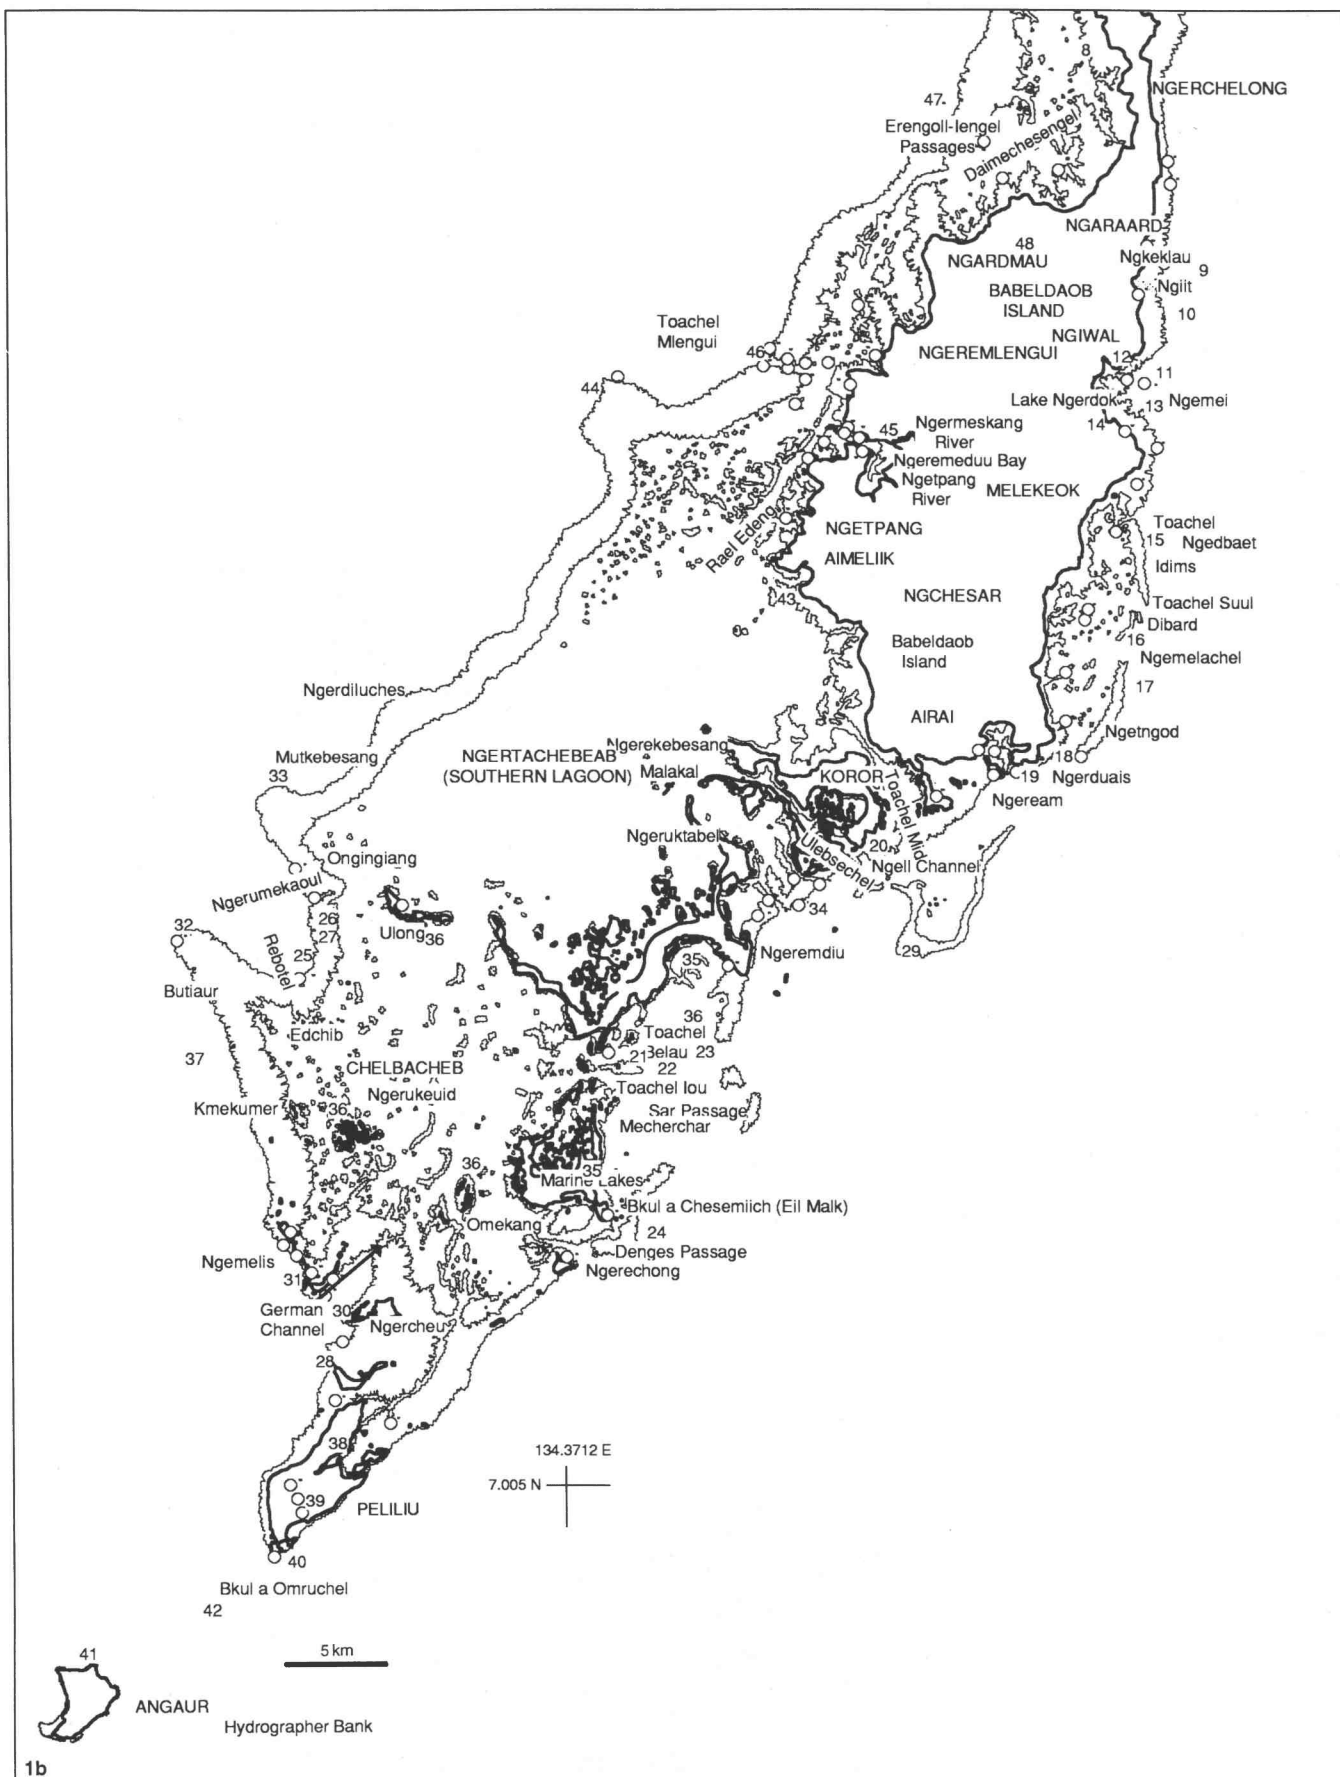 8
NGERCHELONG
47
Erengoll-Iengel
Passages
Daimechesengel
NGARAARD
48
NGARDMAU
Ngkeklau
9
Ngiit
BABELDAOB
ISLAND
10
Toachel
Mlengui
NGIWAL
46
NGEREMLENGUI
12
11
44
Lake Ngerdok
13
Ngemei
14
45
Ngermeskang
River
Ngeremeduu Bay
Ngetpang
River
MELEKEOK
Rael Edeng
NGETPANG
Toachel
15
Ngedbaet
AIMELIIK
Idims
43
NGCHESAR
Toachel Suul
Dibard
16
Babeldaob
Island
Ngemelachel
17
Ngerdiluches
AIRAI
Ngetngod
Mutkebesang
33
NGERTACHEBEAB
(SOUTHERN LAGOON)
Ngerekebesang
Malakal
KOROR
Toachel Mid
18
Ngerduais
19
Ngeream
Ngeruktabel
Ulebsechel
20
Ngell Channel
Ongingiang
Ngerumekaoul
32
26
27
Ulong
36
34
29
Rebotel
25
Ngeremdiu
35
Butiaur
36
Edchib
Toachel
Belau
23
21
22
37
CHELBACHEB
Ngerukeuid
Toachel Iou
Kmekumer
36
Sar Passage
Mecherchar
36
35
Marine Lakes
Bkul a Chesemiich (Eil Malk)
Omekang
24
Ngemelis
Denges Passage
Ngerechong
31
German
Channel
30
Ngercheu
28
38
134.3712 E
7.005 N
39
PELILIU
40
Bkul a Omruchel
42
5 km
41
ANGAUR
Hydrographer Bank
1b